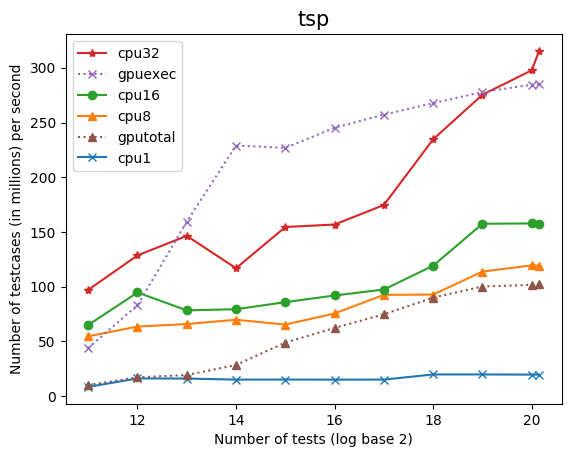 tsp
cpu32
gpuexec
cpu16
cpu8
gputotal
cpu1
Number of testcases (in millions) per second
300
250
200
150
100
50
0
12 14 16 18 20
Number of tests (log base 2)